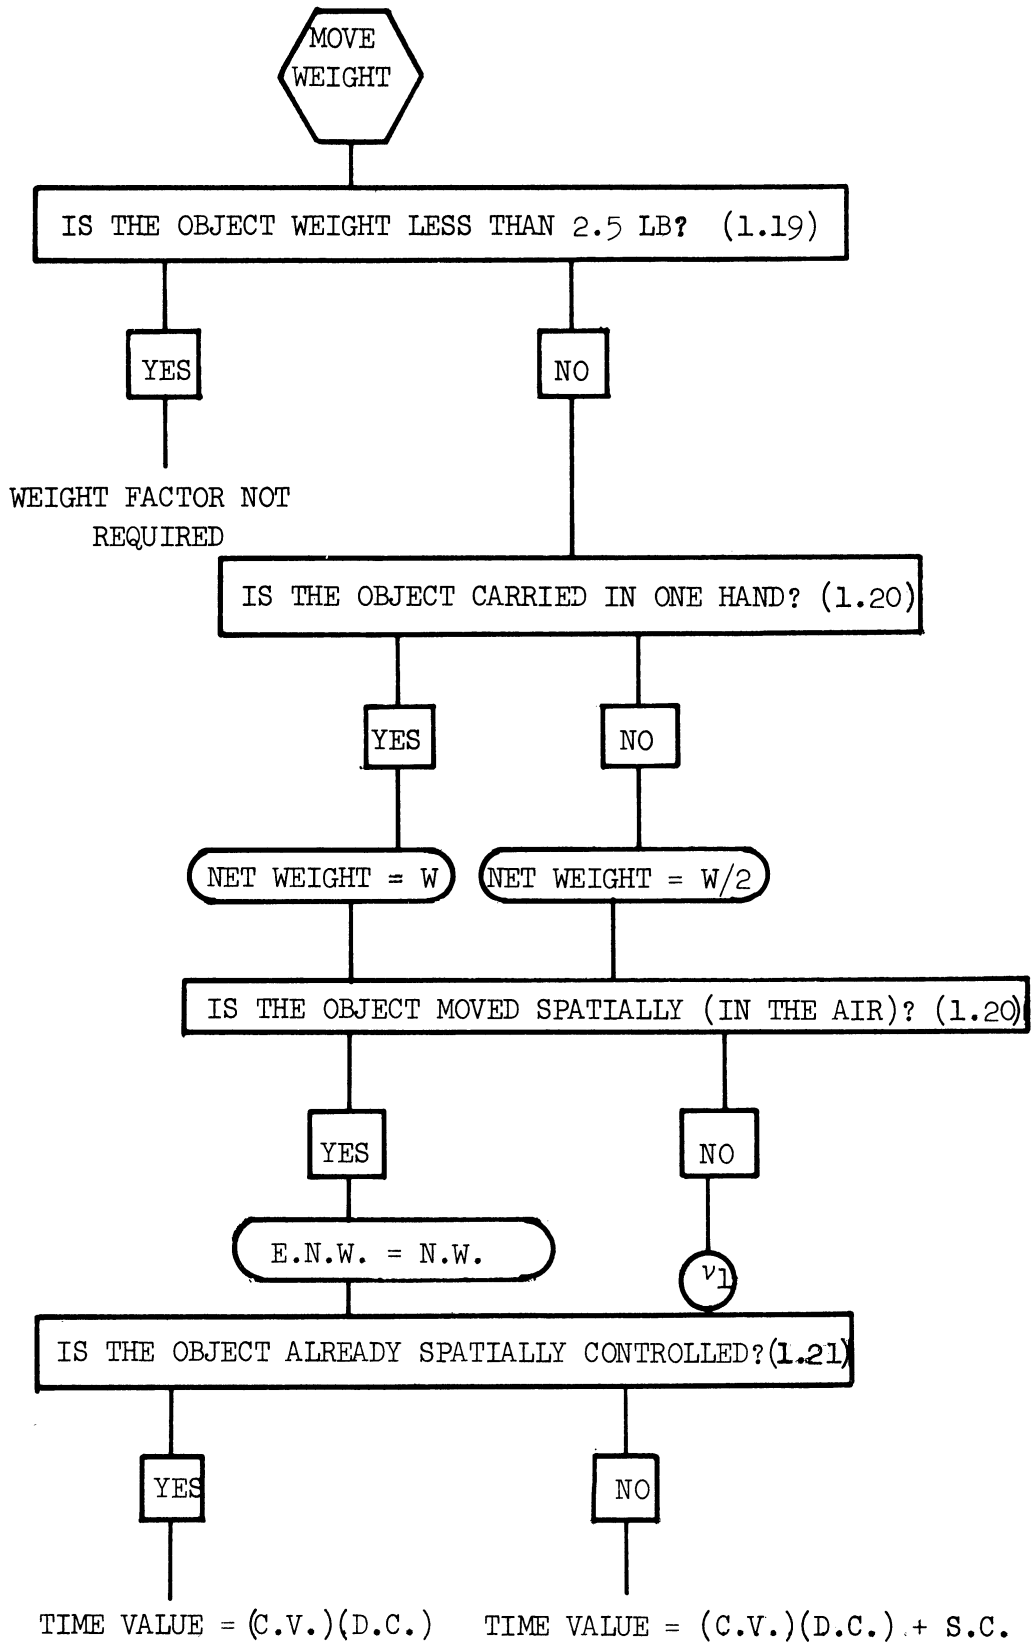 MOVE
WEIGHT
IS THE OBJECT WEIGHT LESS THAN 2.5 LB? (1.19)
YES
NO
WEIGHT FACTOR NOT
REQUIRED
IS THE OBJECT CARRIED IN ONE HAND? (1.20)
YES
NO
NET WEIGHT = W
NET WEIGHT = W/2
IS THE OBJECT MOVED SPATIALLY (IN THE AIR)? (1.20)
YES
NO
E.N.W. = N.W.
ν1
IS THE OBJECT ALREADY SPATIALLY CONTROLLED? (1.21)
YES
NO
TIME VALUE = (C.V.)(D.C.)
TIME VALUE = (C.V.)(D.C.) + S.C.